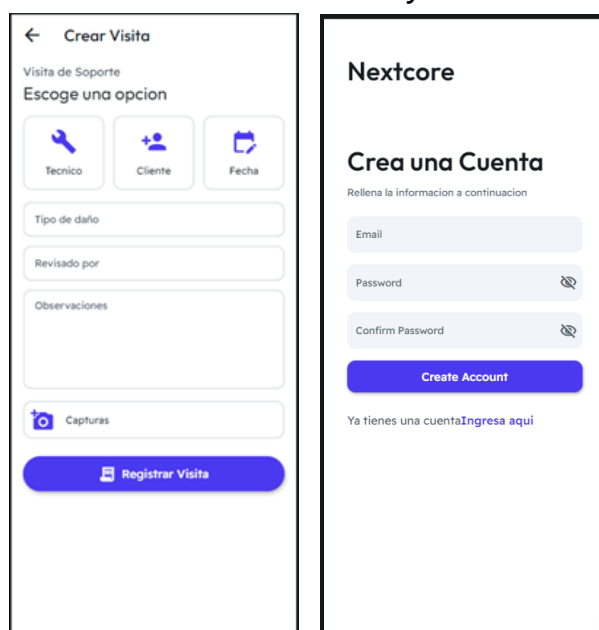 Crear Visita
Visita de Soporte
Escoge una opcion
Tecnico Cliente Fecha
Tipo de daño
Revisado por
Observaciones
Capturas
Registrar Visita
Nextcore
Crea una Cuenta
Rellena la informacion a continuacion
Email
Password
Confirm Password
Create Account
Ya tienes una cuentaIngresa aqui